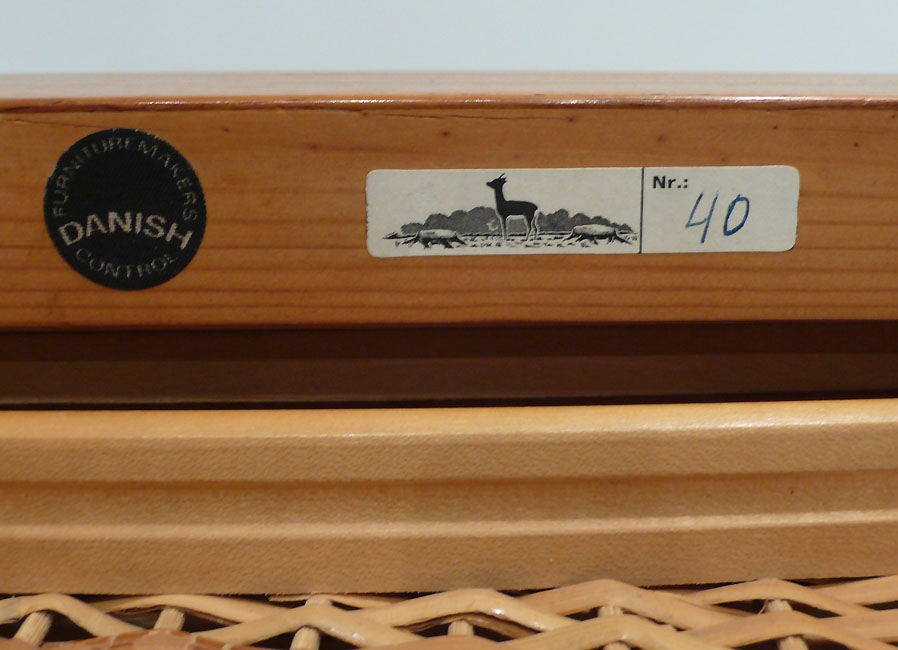 FURNITUREMAKERS
DANISH
CONTROL
Nr.:
40